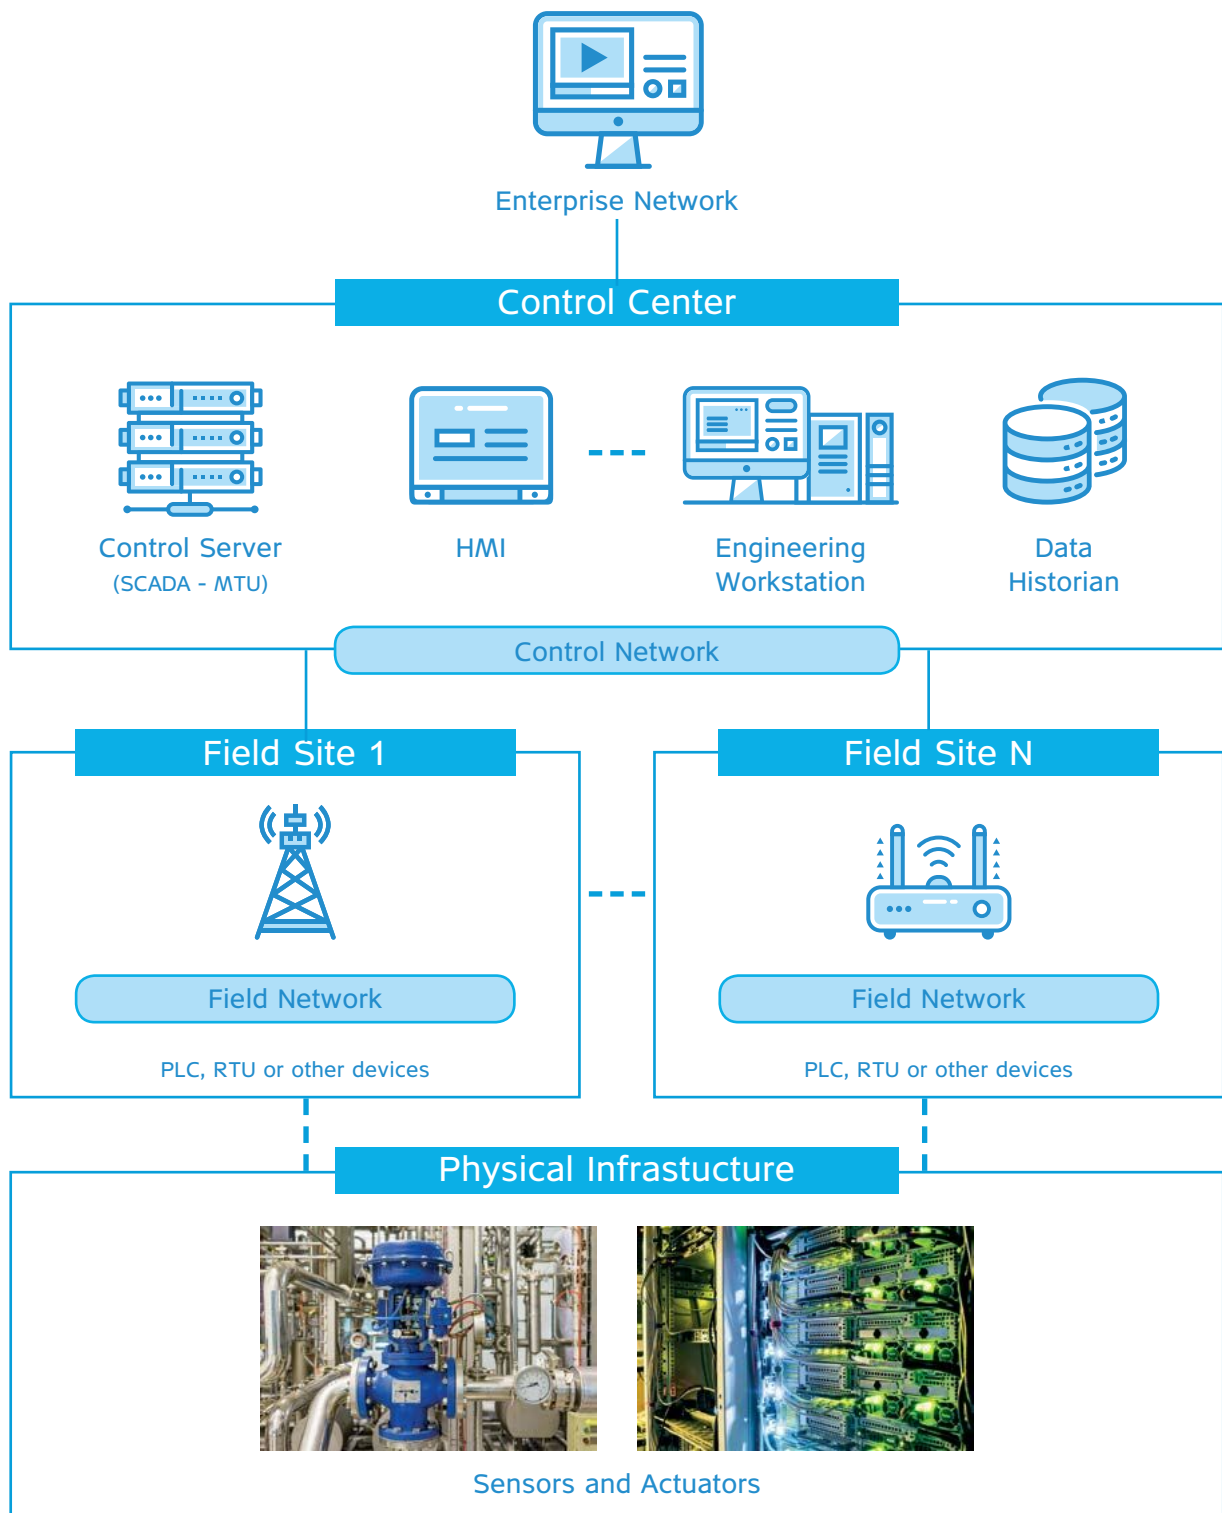 Enterprise Network
Control Center
Control Server
(SCADA - MTU)
HMI
Engineering
Workstation
Data
Historian
Control Network
Field Site 1
Field Network
PLC, RTU or other devices
Field Site N
Field Network
PLC, RTU or other devices
Physical Infrastucture
Sensors and Actuators